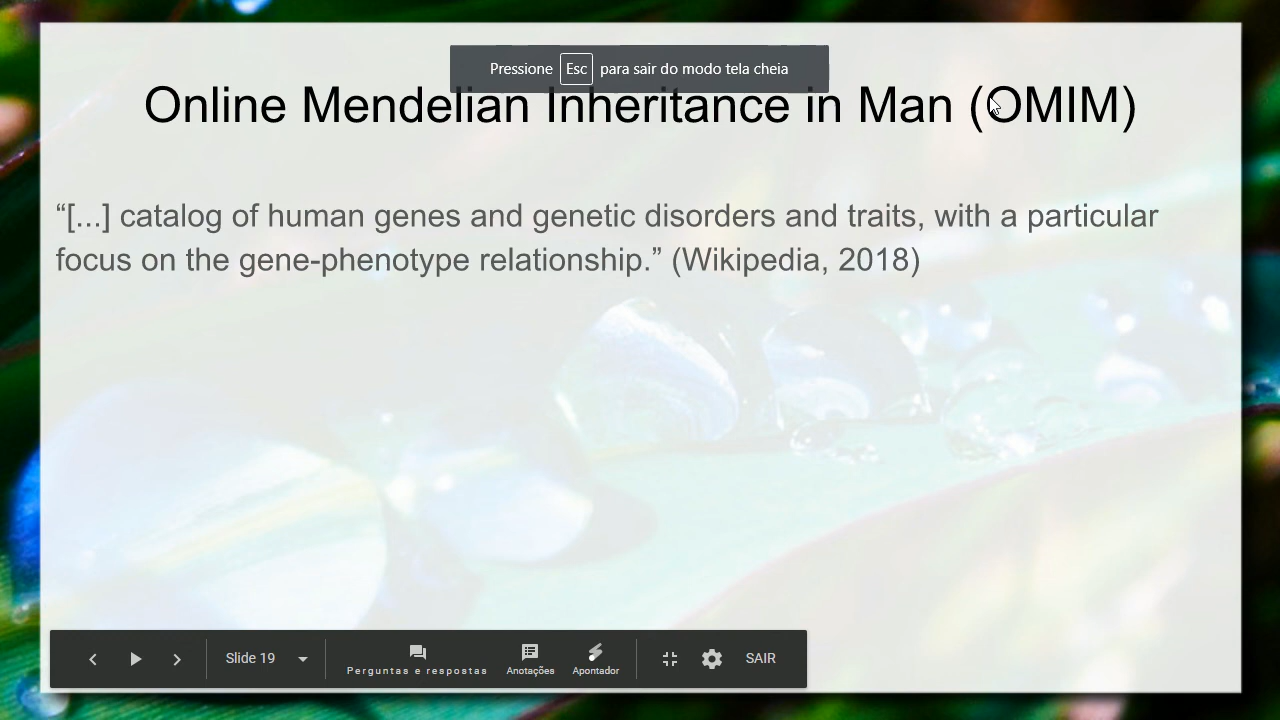 Pressione Esc para sair do modo tela cheia
Online Mendelian Inheritance in Man (OMIM)
“[...] catalog of human genes and genetic disorders and traits, with a particular
focus on the gene-phenotype relationship.” (Wikipedia, 2018)
Slide 19 Perguntas e respostas Anotações Apontador SAIR